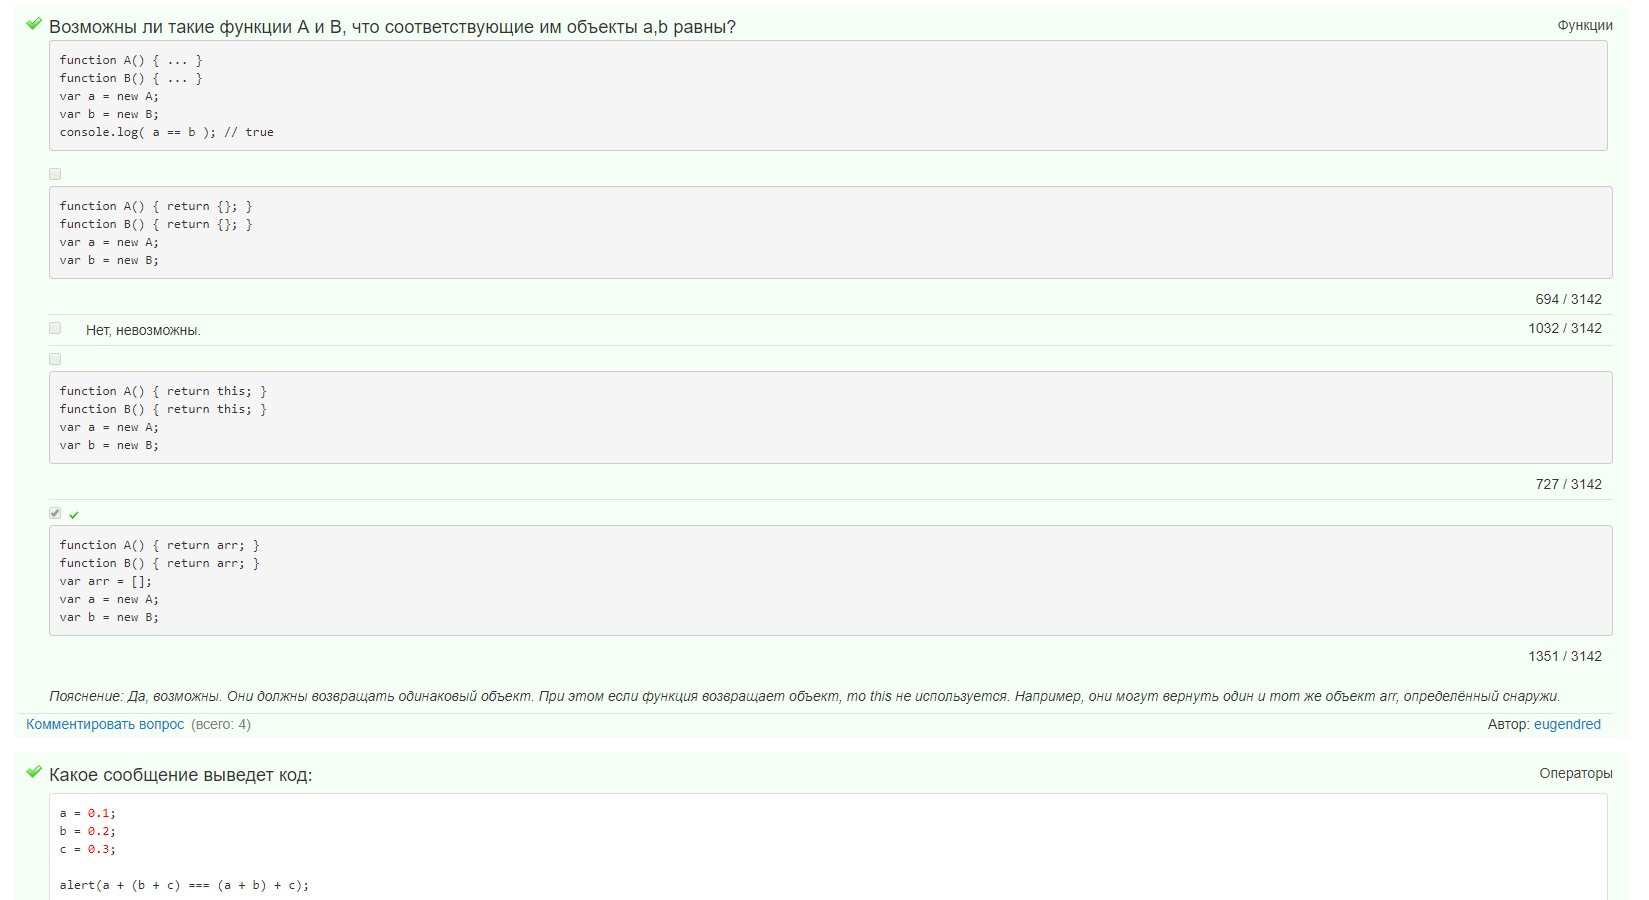 Возможны ли такие функции A и B, что соответствующие им объекты a,b равны?
Функции
function A() { ... }
function B() { ... }
var a = new A;
var b = new B;
console.log( a == b ); // true
function A() { return {}; }
function B() { return {}; }
var a = new A;
var b = new B;
694 / 3142
Нет, невозможны.
1032 / 3142
function A() { return this; }
function B() { return this; }
var a = new A;
var b = new B;
727 / 3142
function A() { return arr; }
function B() { return arr; }
var arr = [];
var a = new A;
var b = new B;
1351 / 3142
Пояснение: Да, возможны. Они должны возвращать одинаковый объект. При этом если функция возвращает объект, то this не используется. Например, они могут вернуть один и тот же объект arr, определённый снаружи.
Комментировать вопрос (всего: 4)
Автор: eugendred
Какое сообщение выведет код:
Операторы
a = 0.1;
b = 0.2;
c = 0.3;
alert(a + (b + c) === (a + b) + c);